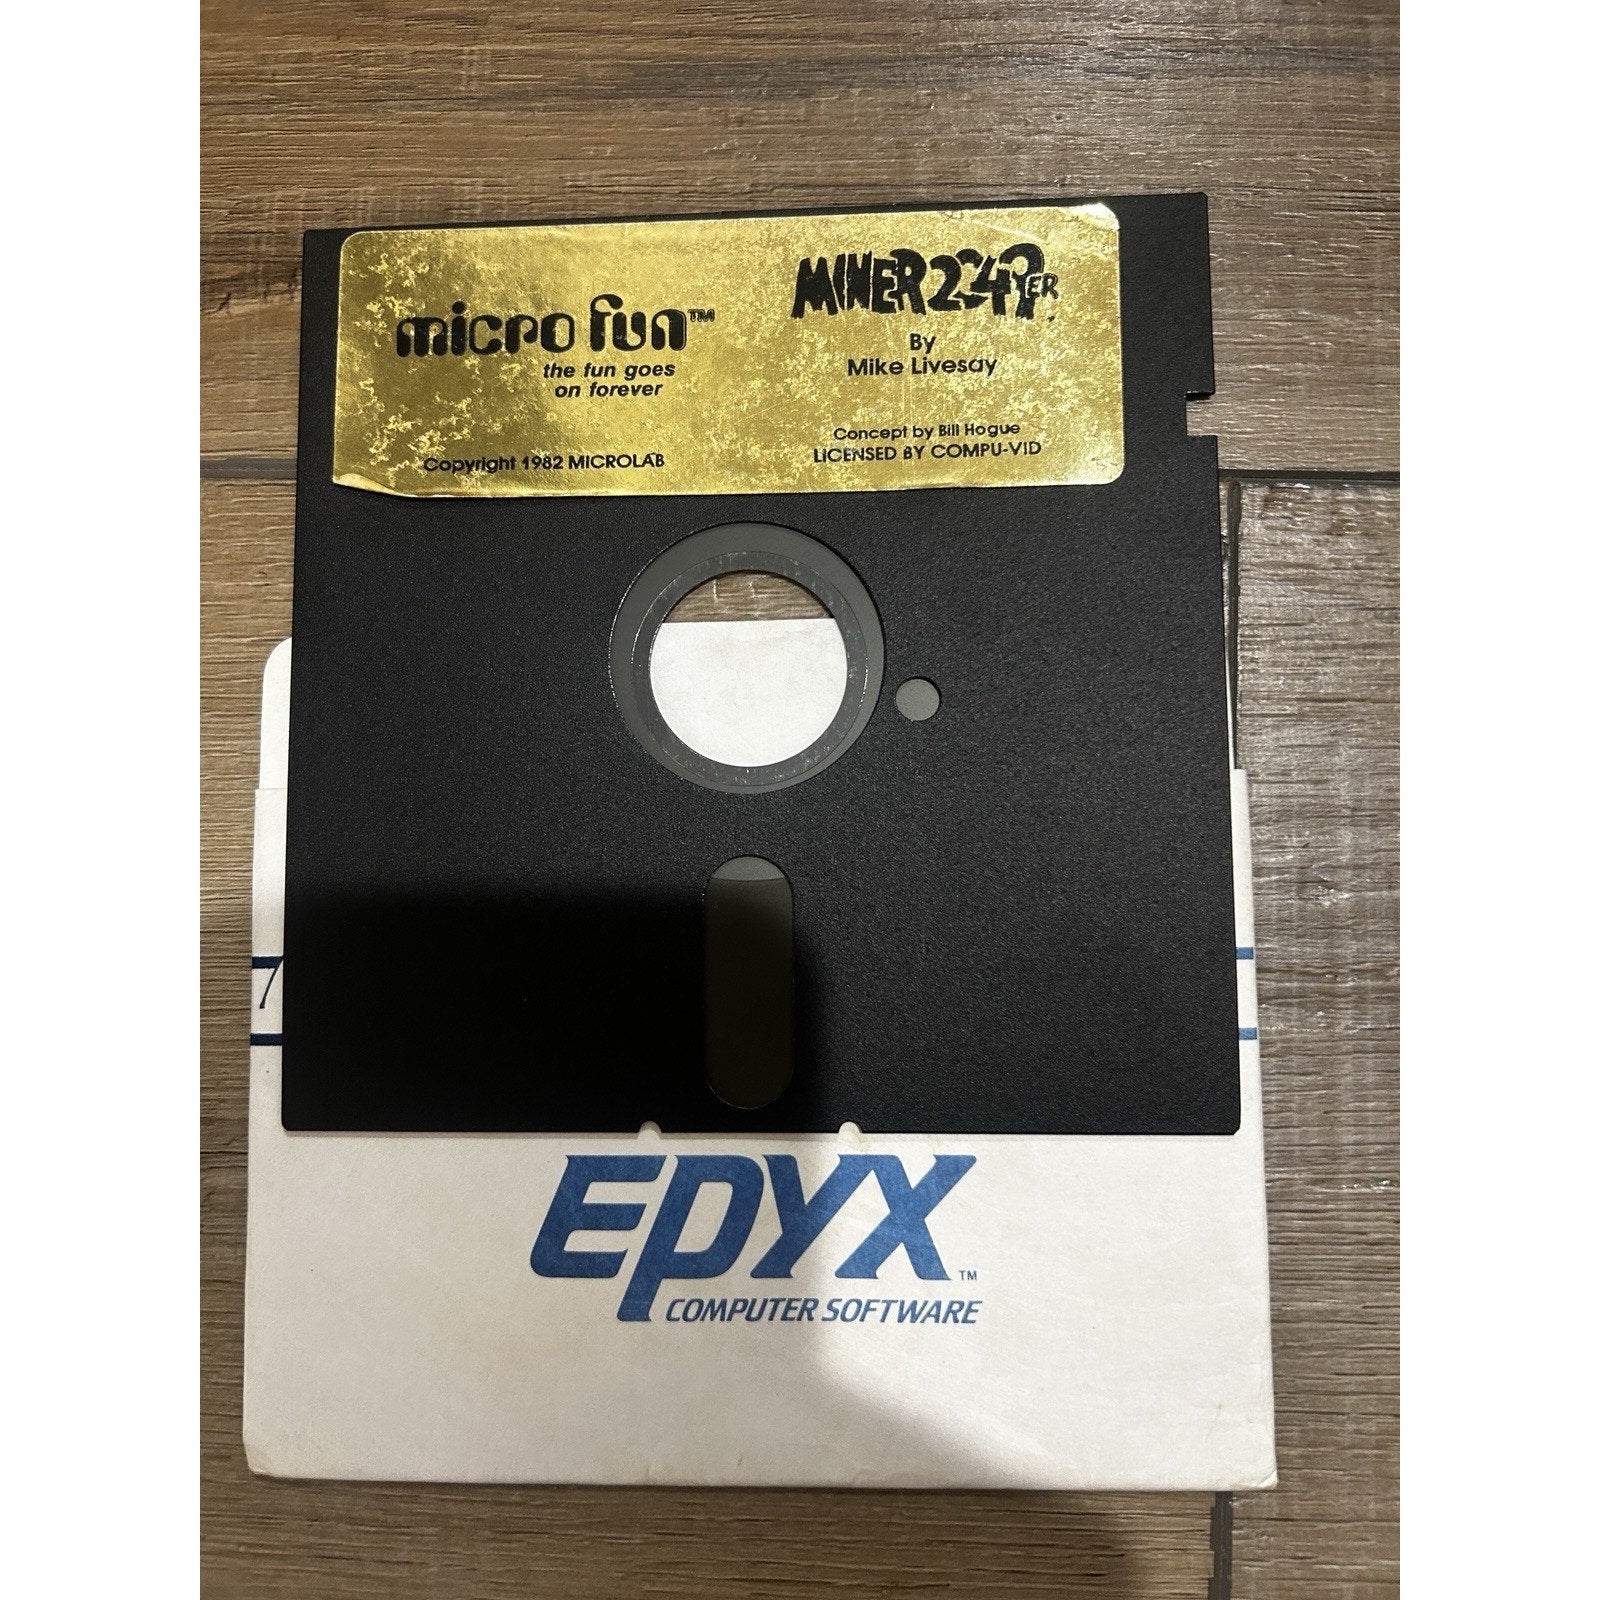 micro fun™
the fun goes
on forever
Copyright 1982 MICROLAB
MINER 2049ER
By
Mike Livesay
Concept by Bill Hogue
LICENSED BY COMPU-VID
7
EPYX™
COMPUTER SOFTWARE